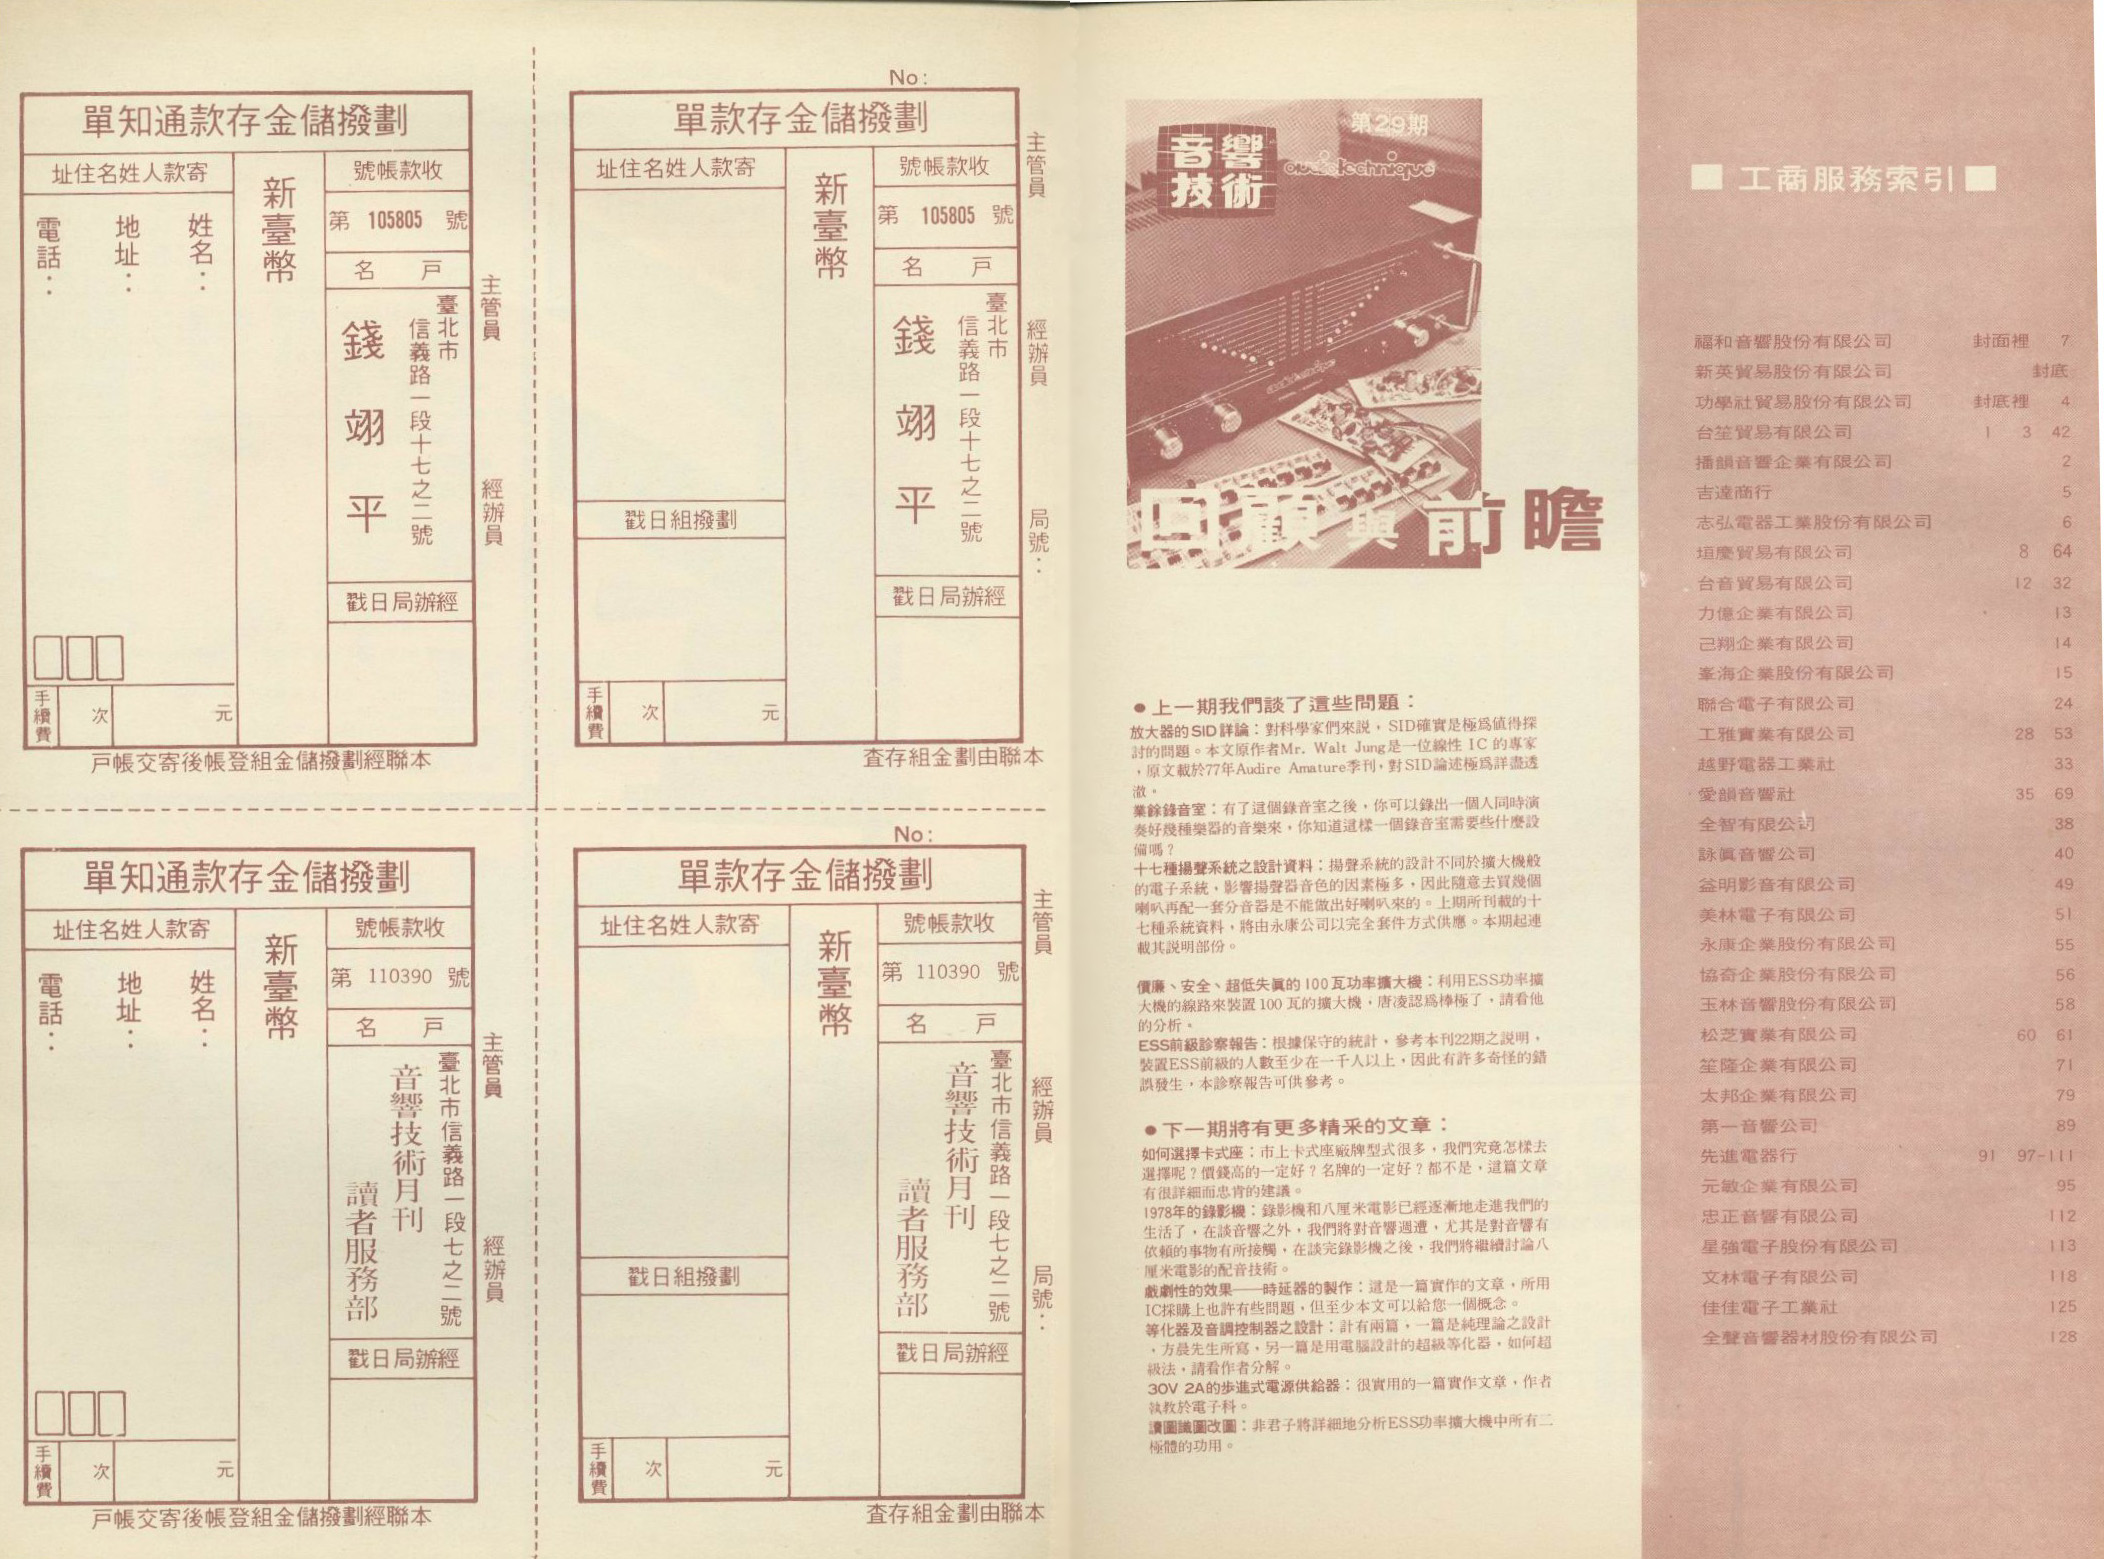 劃撥儲金存款通知單
收款帳號
寄款人姓名住址
第 105805 號
戶名
臺北市
信義路一段十七之二號
錢翊平
經辦局日戳
新臺幣
姓名:
地址:
電話:
手續費
次
元
主管員
經辦員
本聯經劃撥儲金組登帳後寄交帳戶
No:
劃撥儲金存款單
收款帳號
寄款人姓名住址
第 105805 號
戶名
臺北市
信義路一段十七之二號
錢翊平
經辦局日戳
新臺幣
劃撥組日戳
手續費
次
元
主管員
經辦員
局號:
本聯由劃金組存查
劃撥儲金存款通知單
收款帳號
寄款人姓名住址
第 110390 號
戶名
臺北市信義路一段七之二號
音響技術月刊
讀者服務部
經辦局日戳
新臺幣
姓名:
地址:
電話:
手續費
次
元
主管員
經辦員
本聯經劃撥儲金組登帳後寄交帳戶
No:
劃撥儲金存款單
收款帳號
寄款人姓名住址
第 110390 號
戶名
臺北市信義路一段七之二號
音響技術月刊
讀者服務部
經辦局日戳
新臺幣
劃撥組日戳
手續費
次
元
主管員
經辦員
局號:
本聯由劃金組存查
第29期
音響
技術
audiotechnique
audiotechnique
回顧與前瞻
●上一期我們談了這些問題:
放大器的SID詳論:對科學家們來說,SID確實是極爲值得探
討的問題。本文原作者Mr. Walt Jung是一位線性 IC 的專家
,原文載於77年Audire Amature季刊,對SID論述極爲詳盡透
澈。
業餘錄音室:有了這個錄音室之後,你可以錄出一個人同時演
奏好幾種樂器的音樂來,你知道這樣一個錄音室需要些什麼設
備嗎?
十七種揚聲系統之設計資料:揚聲系統的設計不同於擴大機般
的電子系統,影響揚聲器音色的因素極多,因此隨意去買幾個
喇叭再配一套分音器是不能做出好喇叭來的。上期所刊載的十
七種系統資料,將由永康公司以完全套件方式供應。本期起連
載其說明部份。
價廉、安全、超低失眞的100瓦功率擴大機:利用ESS功率擴
大機的線路來裝置 100 瓦的擴大機,唐凌認爲棒極了,請看他
的分析。
ESS前級診察報告:根據保守的統計,參考本刊22期之說明,
裝置ESS前級的人數至少在一千人以上,因此有許多奇怪的錯
誤發生,本診察報告可供參考。
●下一期將有更多精采的文章:
如何選擇卡式座:市上卡式座廠牌型式很多,我們究竟怎樣去
選擇呢?價錢高的一定好?名牌的一定好?都不是,這篇文章
有很詳細而忠肯的建議。
1978年的錄影機:錄影機和八厘米電影已經逐漸地走進我們的
生活了,在談音響之外,我們將對音響週遭,尤其是對音響有
依賴的事物有所接觸,在談完錄影機之後,我們將繼續討論八
厘米電影的配音技術。
戲劇性的效果——時延器的製作:這是一篇實作的文章,所用
IC採購上也許有些問題,但至少本文可以給您一個概念。
等化器及音調控制器之設計:計有兩篇,一篇是純理論之設計
,方晨先生所寫,另一篇是用電腦設計的超級等化器,如何超
級法,請看作者分解。
30V 2A的步進式電源供給器:很實用的一篇實作文章,作者
執教於電子科。
讀圖識圖改圖:非君子將詳細地分析ESS功率擴大機中所有二
極體的功用。
■ 工商服務索引 ■
福和音響股份有限公司 封面裡 7
新英貿易股份有限公司 封底
功學社貿易股份有限公司 封底裡 4
台笙貿易有限公司 1 3 42
播韻音響企業有限公司 2
吉達商行 5
志弘電器工業股份有限公司 6
垣慶貿易有限公司 8 64
台音貿易有限公司 12 32
力億企業有限公司 13
己翔企業有限公司 14
峯海企業股份有限公司 15
聯合電子有限公司 24
工雅實業有限公司 28 53
越野電器工業社 33
愛韻音響社 35 69
全智有限公司 38
詠眞音響公司 40
益明影音有限公司 49
美林電子有限公司 51
永康企業股份有限公司 55
協奇企業股份有限公司 56
玉林音響股份有限公司 58
松芝實業有限公司 60 61
笙隆企業有限公司 71
太邦企業有限公司 79
第一音響公司 89
先進電器行 91 97-111
元敏企業有限公司 95
忠正音響有限公司 112
星強電子股份有限公司 113
文林電子有限公司 118
佳佳電子工業社 125
全聲音響器材股份有限公司 128